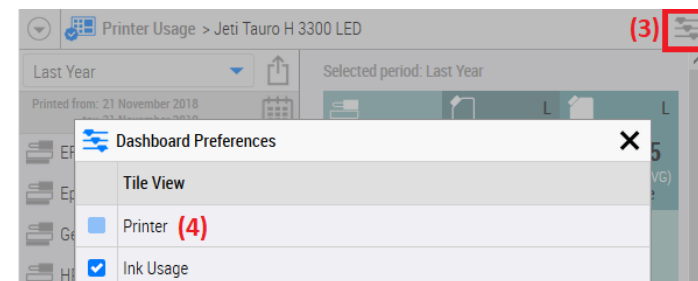 Printer Usage > Jeti Tauro H 3300 LED (3)
Last Year Selected period: Last Year
Printed from: 21 November 2018
L L
Dashboard Preferences
5
Tile View
VG)
Printer (4)
Ink Usage